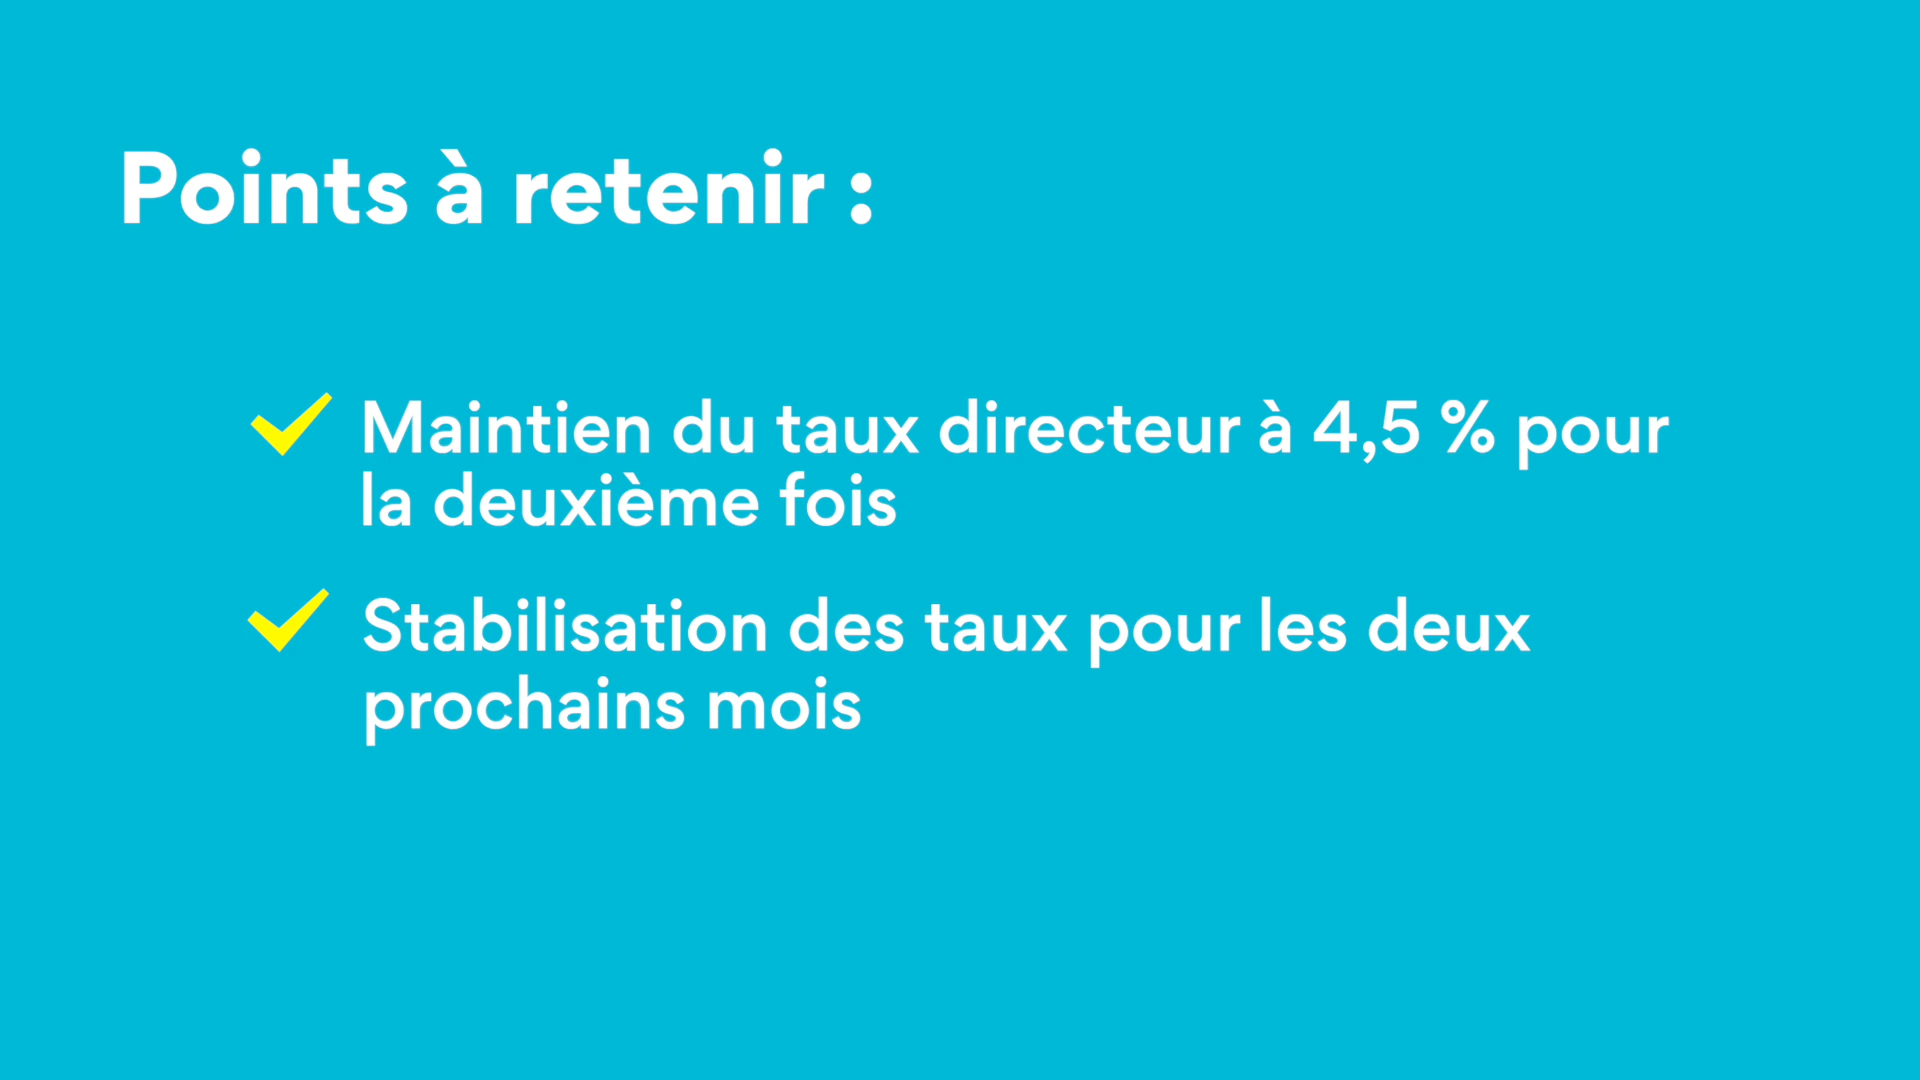 Points à retenir :
Maintien du taux directeur à 4,5 % pour
la deuxième fois
Stabilisation des taux pour les deux
prochains mois